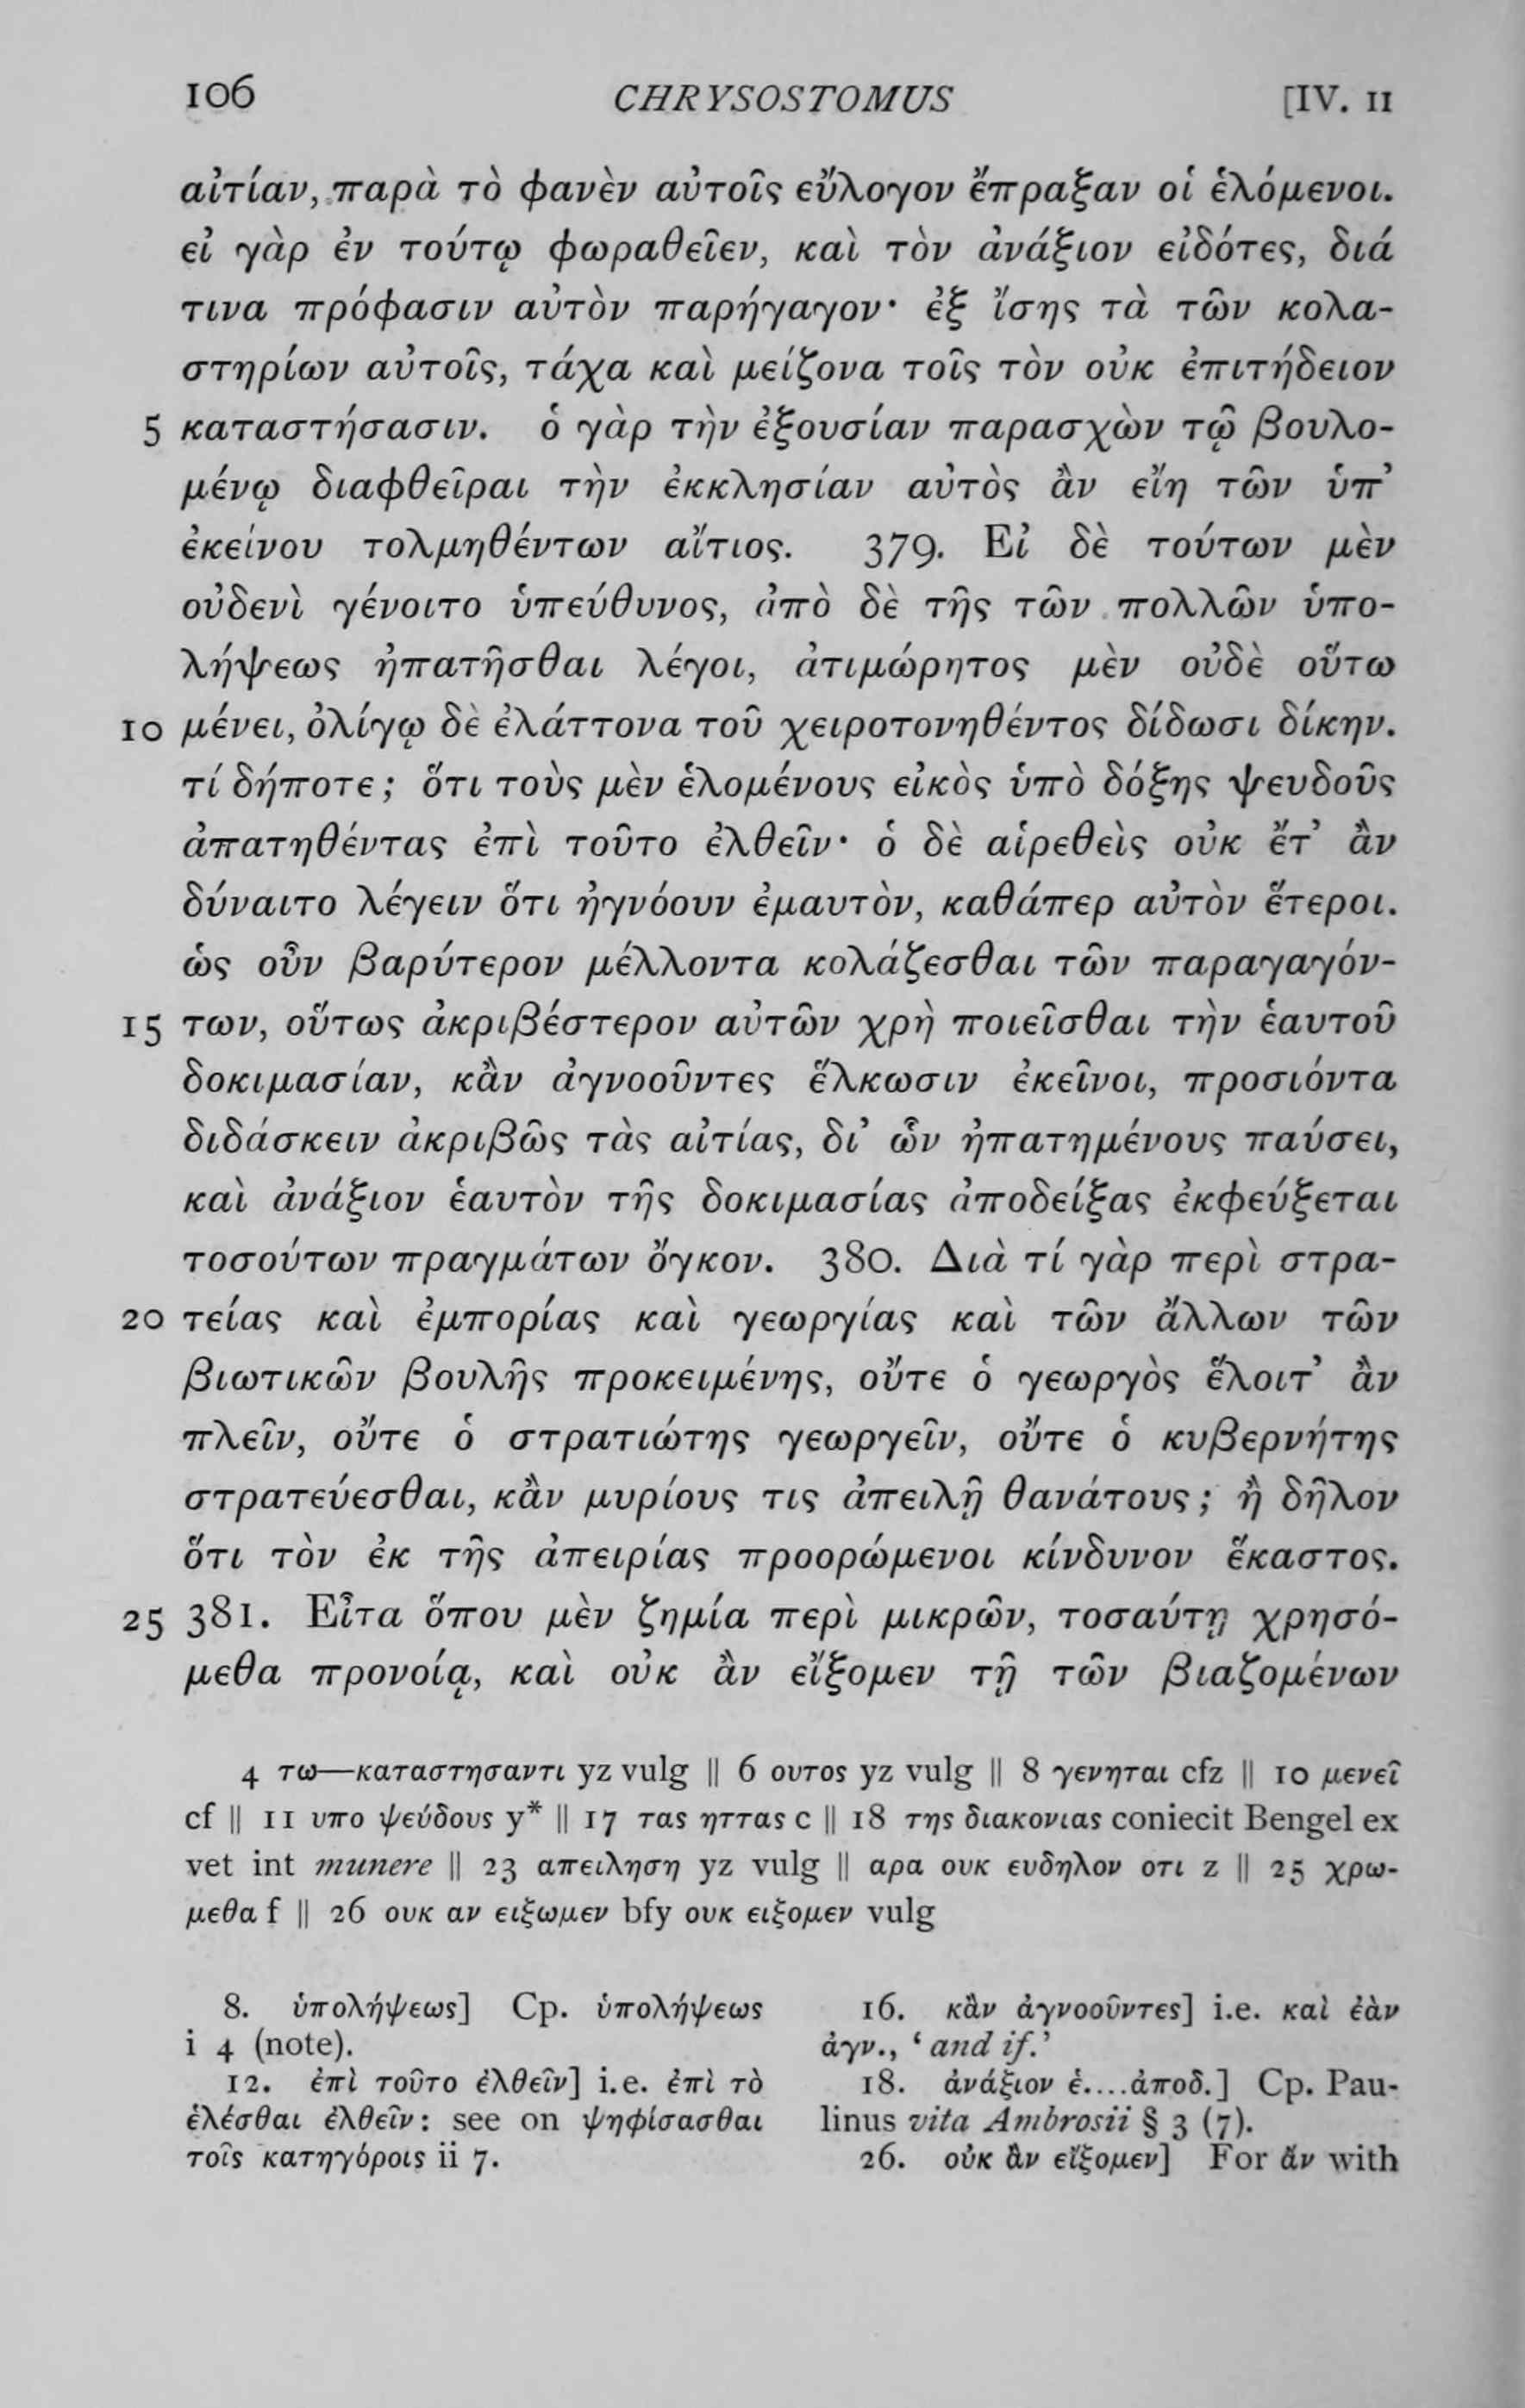 106 CHRYSOSTOMUS [IV. 11
αἰτίαν, παρὰ τὸ φανὲν αὐτοῖς εὔλογον ἔπραξαν οἱ ἑλόμενοι.
εἰ γὰρ ἐν τούτῳ φωραθεῖεν, καὶ τὸν ἀνάξιον εἰδότες, διά
τινα πρόφασιν αὐτὸν παρήγαγον· ἐξ ἴσης τὰ τῶν κολα-
στηρίων αὐτοῖς, τάχα καὶ μείζονα τοῖς τὸν οὐκ ἐπιτήδειον
5 καταστήσασιν. ὁ γὰρ τὴν ἐξουσίαν παρασχὼν τῷ βουλο-
μένῳ διαφθεῖραι τὴν ἐκκλησίαν αὐτὸς ἂν εἴη τῶν ὑπ’
ἐκείνου τολμηθέντων αἴτιος. 379. Εἰ δὲ τούτων μὲν
οὐδενὶ γένοιτο ὑπεύθυνος, ἀπὸ δὲ τῆς τῶν πολλῶν ὑπο-
λήψεως ἠπατῆσθαι λέγοι, ἀτιμώρητος μὲν οὐδὲ οὕτω
10 μένει, ὀλίγῳ δὲ ἐλάττονα τοῦ χειροτονηθέντος δίδωσι δίκην.
τί δήποτε; ὅτι τοὺς μὲν ἑλομένους εἰκὸς ὑπὸ δόξης ψευδοῦς
ἀπατηθέντας ἐπὶ τοῦτο ἐλθεῖν· ὁ δὲ αἱρεθεὶς οὐκ ἔτ’ ἂν
δύναιτο λέγειν ὅτι ἠγνόουν ἐμαυτὸν, καθάπερ αὐτὸν ἕτεροι.
ὡς οὖν βαρύτερον μέλλοντα κολάζεσθαι τῶν παραγαγόν-
15 των, οὕτως ἀκριβέστερον αὐτῶν χρὴ ποιεῖσθαι τὴν ἑαυτοῦ
δοκιμασίαν, κἂν ἀγνοοῦντες ἕλκωσιν ἐκεῖνοι, προσιόντα
διδάσκειν ἀκριβῶς τὰς αἰτίας, δι’ ὧν ἠπατημένους παύσει,
καὶ ἀνάξιον ἑαυτὸν τῆς δοκιμασίας ἀποδείξας ἐκφεύξεται
τοσούτων πραγμάτων ὄγκον. 380. Διὰ τί γὰρ περὶ στρα-
20 τείας καὶ ἐμπορίας καὶ γεωργίας καὶ τῶν ἄλλων τῶν
βιωτικῶν βουλῆς προκειμένης, οὔτε ὁ γεωργὸς ἕλοιτ’ ἂν
πλεῖν, οὔτε ὁ στρατιώτης γεωργεῖν, οὔτε ὁ κυβερνήτης
στρατεύεσθαι, κἂν μυρίους τις ἀπειλῇ θανάτους; ἢ δῆλον
ὅτι τὸν ἐκ τῆς ἀπειρίας προορώμενοι κίνδυνον ἕκαστος.
25 381. Εἶτα ὅπου μὲν ζημία περὶ μικρῶν, τοσαύτῃ χρησό-
μεθα προνοίᾳ, καὶ οὐκ ἂν εἴξομεν τῇ τῶν βιαζομένων
4 τω—καταστησαντι yz vulg || 6 ουτος yz vulg || 8 γενηται cfz || 10 μενεῖ
cf || 11 υπο ψεύδους y* || 17 τας ηττας c || 18 της διακονιας coniecit Bengel ex
vet int munere || 23 απειληση yz vulg || αρα ουκ ευδηλον οτι z || 25 χρω-
μεθα f || 26 ουκ αν ειξωμεν bfy ουκ ειξομεν vulg
8. ὑπολήψεως] Cp. ὑπολήψεως
i 4 (note).
12. ἐπὶ τοῦτο ἐλθεῖν] i.e. ἐπὶ τὸ
ἑλέσθαι ἐλθεῖν: see on ψηφίσασθαι
τοῖς κατηγόροις ii 7.
16. κἂν ἀγνοοῦντες] i.e. καὶ ἐὰν
ἀγν., ‘and if.’
18. ἀνάξιον ἑ....ἀποδ.] Cp. Pau-
linus vita Ambrosii § 3 (7).
26. οὐκ ἂν εἴξομεν] For ἄν with